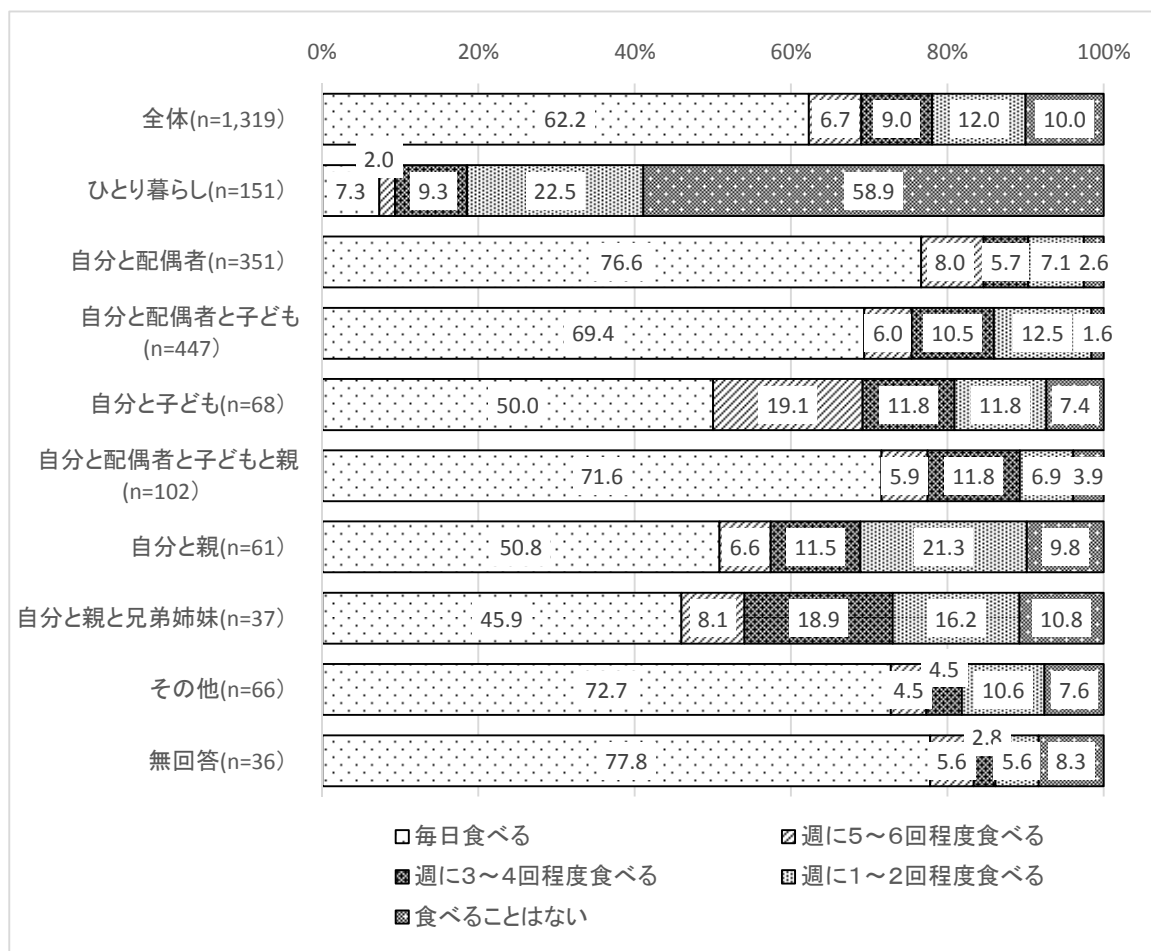 0% 20% 40% 60% 80% 100%
全体(n=1,319) 62.2 6.7 9.0 12.0 10.0
2.0
ひとり暮らし(n=151) 7.3 9.3 22.5 58.9
自分と配偶者(n=351) 76.6 8.0 5.7 7.1 2.6
自分と配偶者と子ども
(n=447) 69.4 6.0 10.5 12.5 1.6
自分と子ども(n=68) 50.0 19.1 11.8 11.8 7.4
自分と配偶者と子どもと親
(n=102) 71.6 5.9 11.8 6.9 3.9
自分と親(n=61) 50.8 6.6 11.5 21.3 9.8
自分と親と兄弟姉妹(n=37) 45.9 8.1 18.9 16.2 10.8
4.5
その他(n=66) 72.7 4.5 10.6 7.6
2.8
無回答(n=36) 77.8 5.6 5.6 8.3
毎日食べる 週に5~6回程度食べる
週に3~4回程度食べる 週に1~2回程度食べる
食べることはない